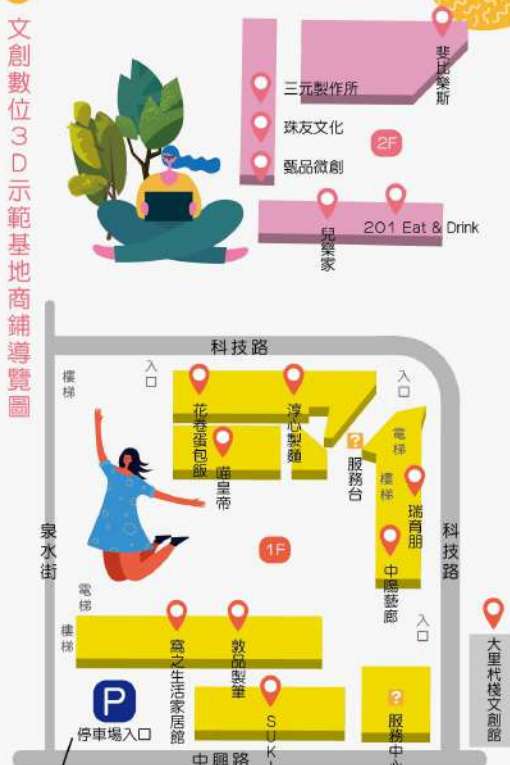 文創數位3D示範基地商鋪導覽圖
斐比樂斯
三元製作所
珠友文化
2F
甄品微創
兒樂家
201 Eat & Drink
科技路
樓梯
入口
入口
花卷蛋包飯
淳心製麵
喵皇帝
服務台
電梯
樓梯
瑞育朋
泉水街
1F
科技路
中陽藝廊
電梯
樓梯
入口
窩之生活家居館
敦品製筆
大里杙棧文創館
P
停車場入口
SUK
服務中
中興路